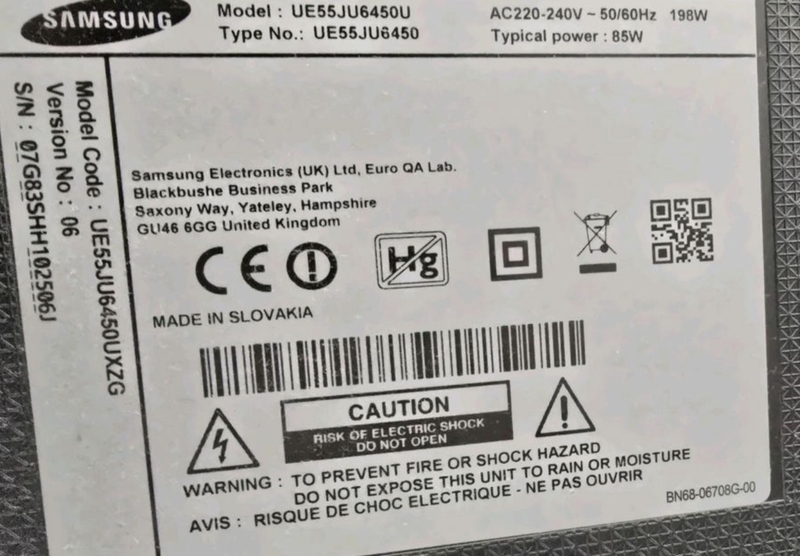 SAMSUNG
Model : UE55JU6450U
Type No.: UE55JU6450
AC220-240V ~ 50/60Hz 198W
Typical power : 85W
Model Code : UE55JU6450UXZG
Version No : 06
S/N : 07G83SHH102506J
Samsung Electronics (UK) Ltd, Euro QA Lab.
Blackbushe Business Park
Saxony Way, Yateley, Hampshire
GU46 6GG United Kingdom
CE
Hg
MADE IN SLOVAKIA
CAUTION
RISK OF ELECTRIC SHOCK
DO NOT OPEN
WARNING : TO PREVENT FIRE OR SHOCK HAZARD
DO NOT EXPOSE THIS UNIT TO RAIN OR MOISTURE
AVIS : RISQUE DE CHOC ELECTRIQUE - NE PAS OUVRIR
BN68-06708G-00